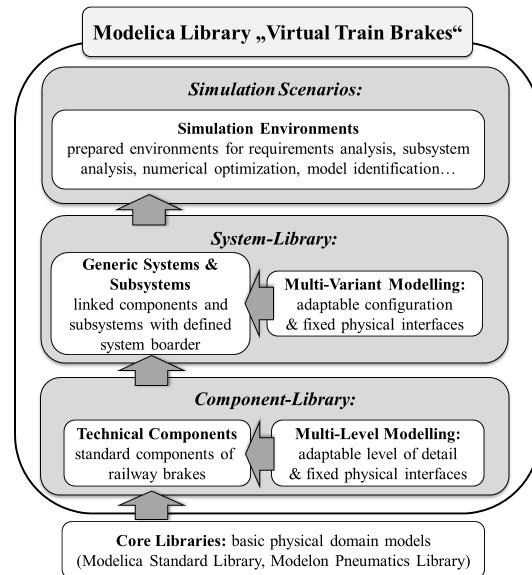 Modelica Library „Virtual Train Brakes“
Simulation Scenarios:
Simulation Environments
prepared environments for requirements analysis, subsystem
analysis, numerical optimization, model identification…
System-Library:
Generic Systems &
Subsystems
linked components and
subsystems with defined
system boarder
Multi-Variant Modelling:
adaptable configuration
& fixed physical interfaces
Component-Library:
Technical Components
standard components of
railway brakes
Multi-Level Modelling:
adaptable level of detail
& fixed physical interfaces
Core Libraries: basic physical domain models
(Modelica Standard Library, Modelon Pneumatics Library)